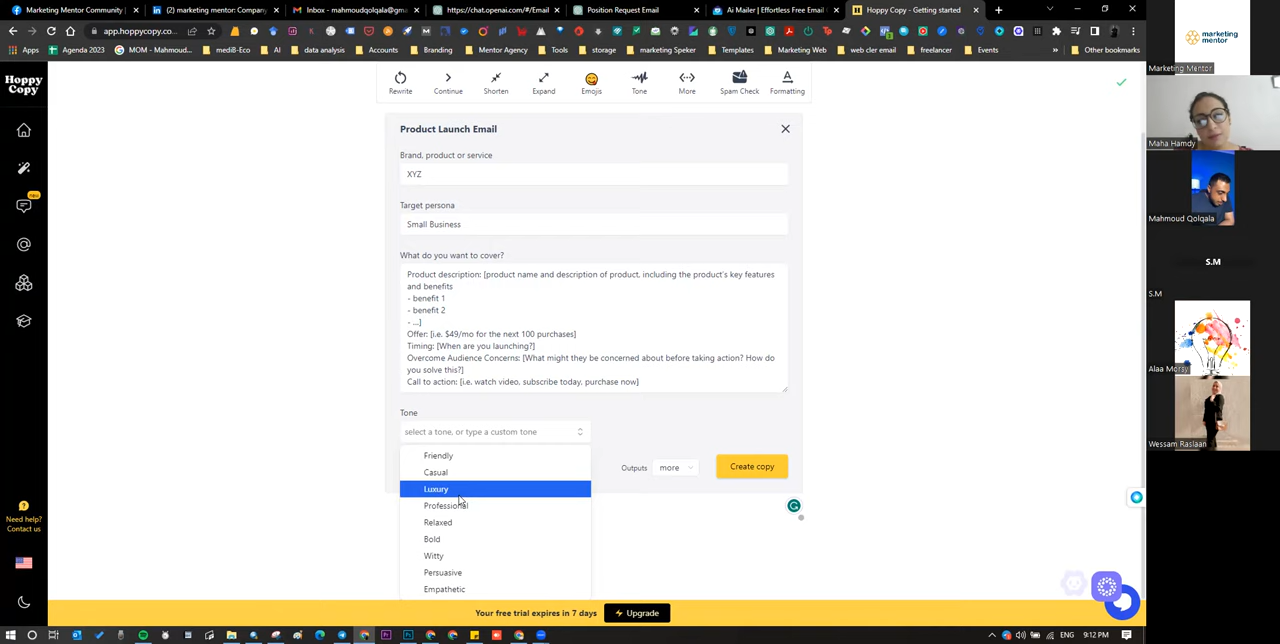 Marketing Mentor Community |
(2) marketing mentor: Compan
Inbox - mahmoudqolqala@gma
https://chat.openai.com/#/Email
Position Request Email
Ai Mailer | Effortless Free Email
Hoppy Copy - Getting started
app.hoppycopy.co...
Apps
Agenda 2023
MOM - Mahmoud...
mediB-Eco
AI
data analysis
Accounts
Branding
Mentor Agency
Tools
storage
marketing Speker
Templates
Marketing Web
web cler email
freelancer
Events
Other bookmarks
Hoppy
Copy
Rewrite
Continue
Shorten
Expand
Emojis
Tone
More
Spam Check
Formatting
Product Launch Email
Brand, product or service
XYZ
Target persona
Small Business
What do you want to cover?
Product description: [product name and description of product, including the product's key features
and benefits
- benefit 1
- benefit 2
- ...]
Offer: [i.e. $49/mo for the next 100 purchases]
Timing: [When are you launching?]
Overcome Audience Concerns: [What might they be concerned about before taking action? How do
you solve this?]
Call to action: [i.e. watch video, subscribe today, purchase now]
Tone
select a tone, or type a custom tone
Friendly
Casual
Luxury
Professional
Relaxed
Bold
Witty
Persuasive
Empathetic
Outputs
more
Create copy
new
Need help?
Contact us
Your free trial expires in 7 days
Upgrade
marketing
mentor
Marketing Mentor
Maha Hamdy
Mahmoud Qolqala
S.M
S.M
Alaa Morsy
Wessam Raslaan
ENG
9:12 PM